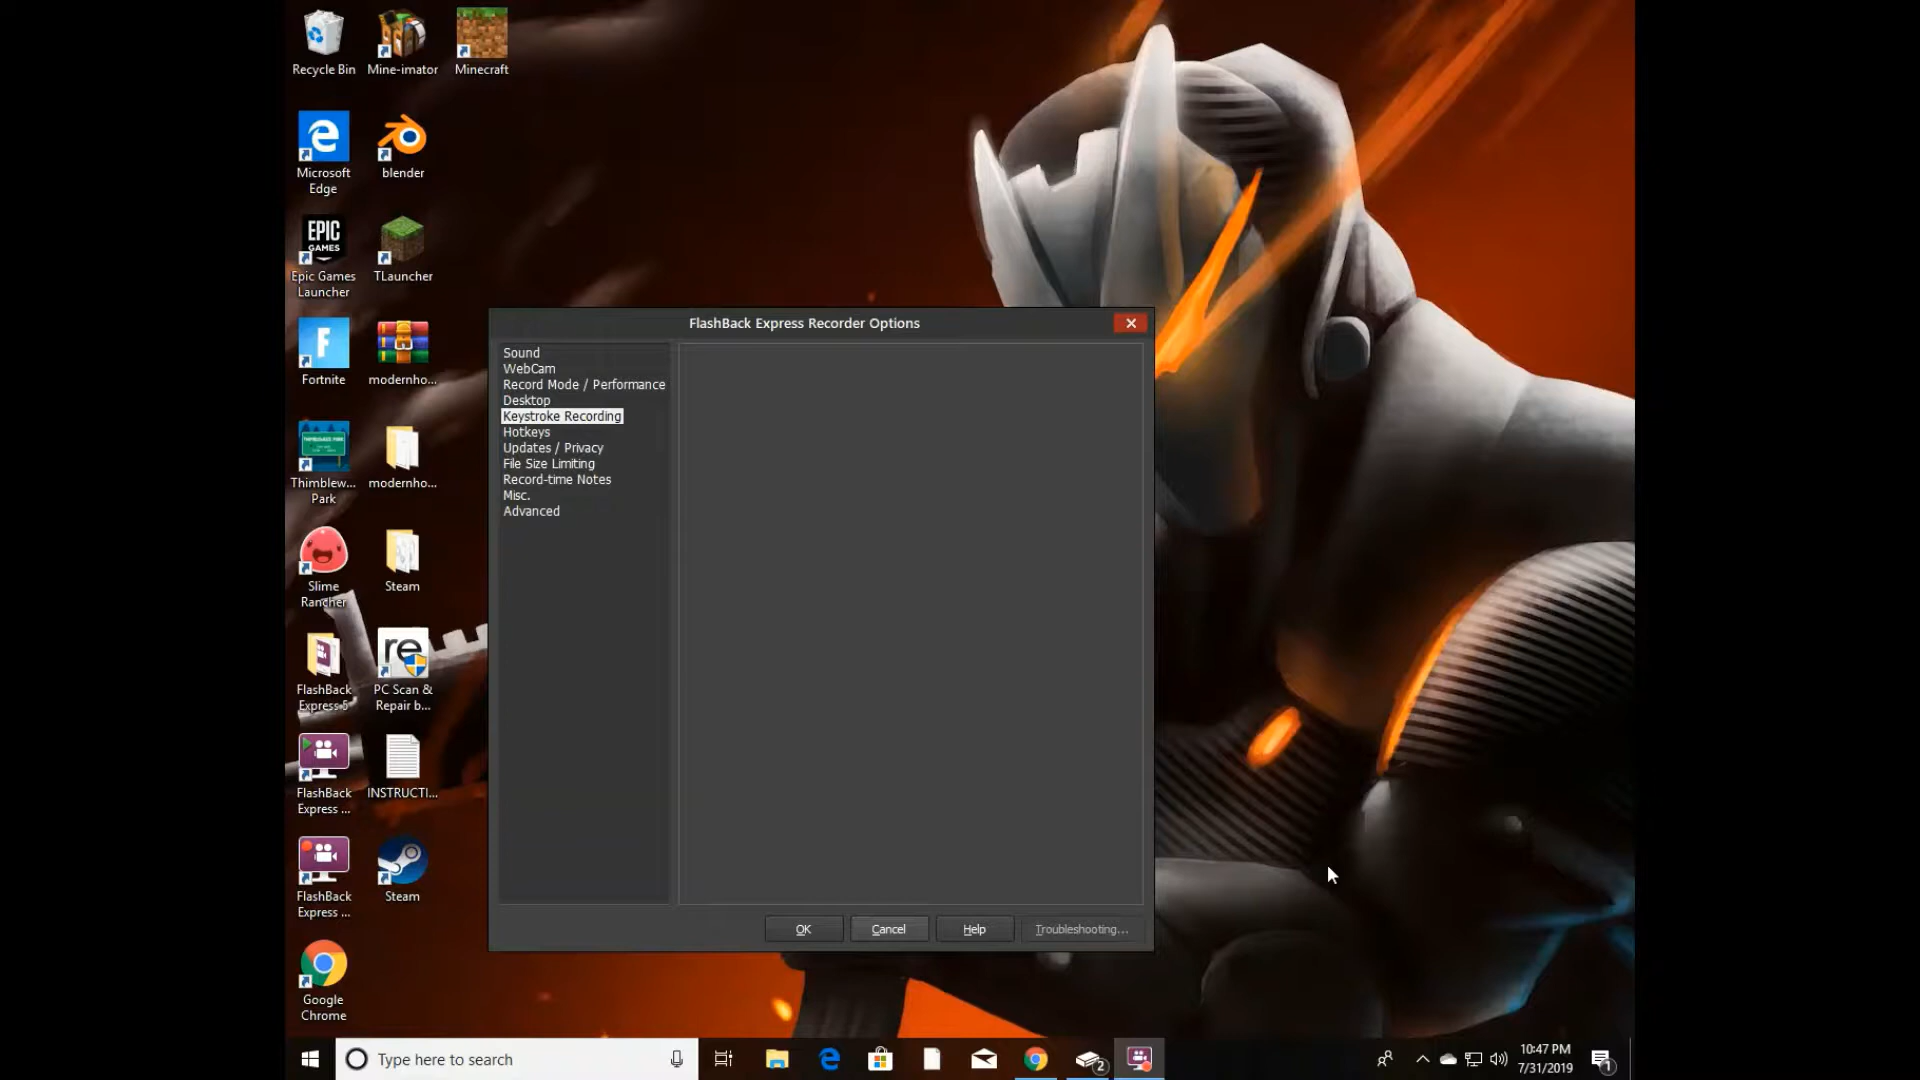 Recycle Bin
Mine-imator
Minecraft
Microsoft
Edge
blender
EPIC
GAMES
Epic Games
Launcher
TLauncher
Fortnite
modernho...
Thimblew...
Park
modernho...
Slime
Rancher
Steam
FlashBack
Express 5
re
PC Scan &
Repair b...
FlashBack
Express ...
INSTRUCTI...
FlashBack
Express ...
Steam
Google
Chrome
FlashBack Express Recorder Options
Sound
WebCam
Record Mode / Performance
Desktop
Keystroke Recording
Hotkeys
Updates / Privacy
File Size Limiting
Record-time Notes
Misc.
Advanced
OK
Cancel
Help
Troubleshooting...
Type here to search
2
10:47 PM
7/31/2019
1